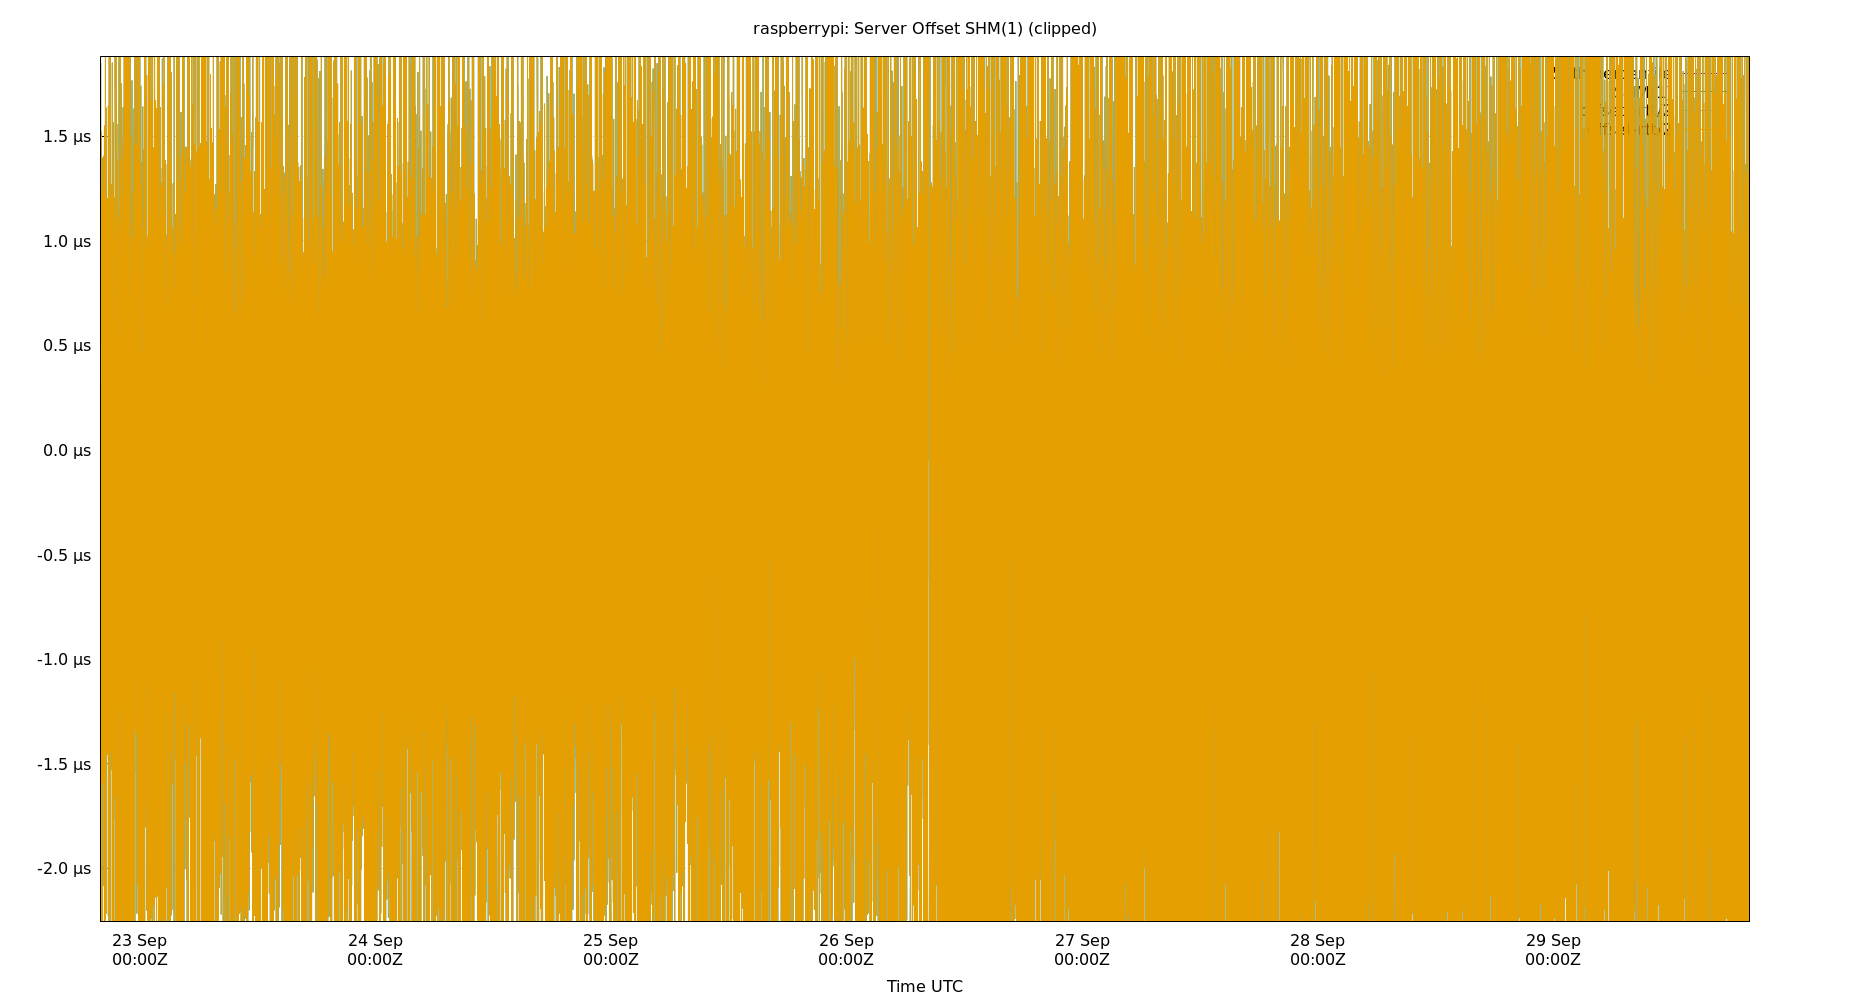 raspberrypi: Server Offset SHM(1) (clipped)
1.5 µs
1.0 µs
0.5 µs
0.0 µs
-0.5 µs
-1.0 µs
-1.5 µs
-2.0 µs
23 Sep 24 Sep 25 Sep 26 Sep 27 Sep 28 Sep 29 Sep
00:00Z 00:00Z 00:00Z 00:00Z 00:00Z 00:00Z 00:00Z
Time UTC